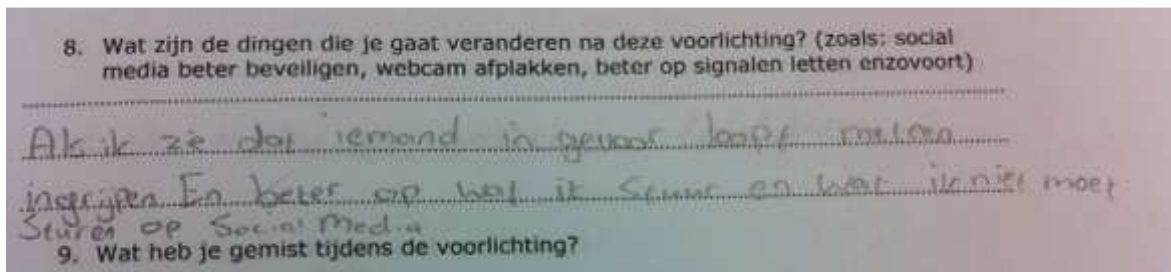 8. Wat zijn de dingen die je gaat veranderen na deze voorlichting? (zoals: social
media beter beveiligen, webcam afplakken, beter op signalen letten enzovoort)
Als ik zie dat iemand in gevaar loopt
ingrijpen En beter op wat ik stuur en wat ik niet moet
Sturen op Social Media
9. Wat heb je gemist tijdens de voorlichting?